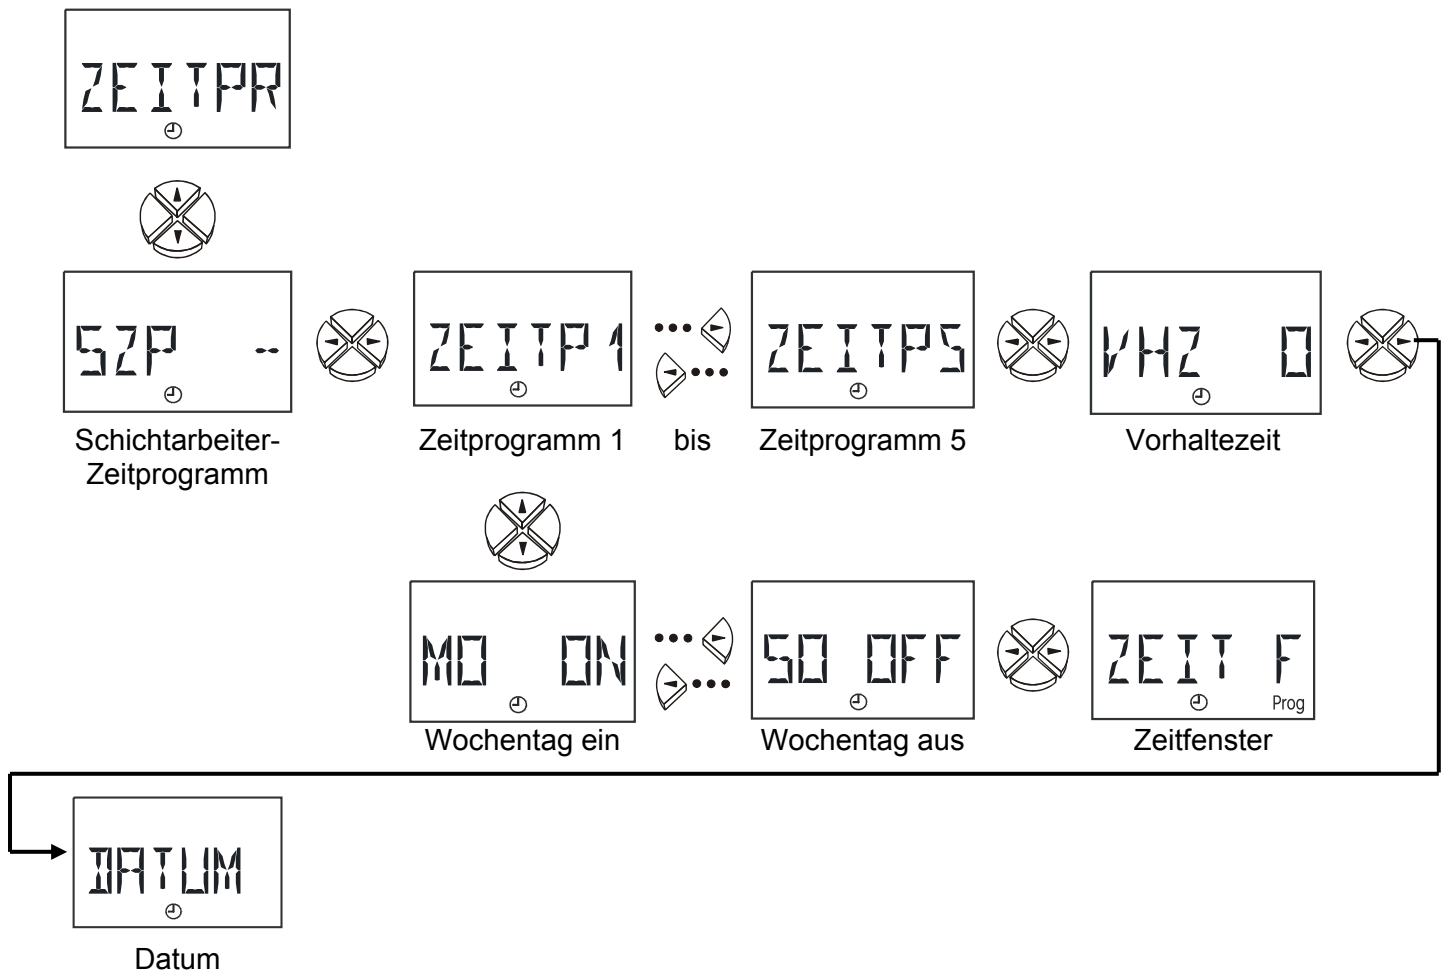 ZEITPR
SZP -
ZEITP1
ZEITP5
VHZ 0
Schichtarbeiter-
Zeitprogramm
Zeitprogramm 1
bis
Zeitprogramm 5
Vorhaltezeit
MO ON
SO OFF
ZEIT F
Prog
Wochentag ein
Wochentag aus
Zeitfenster
DATUM
Datum